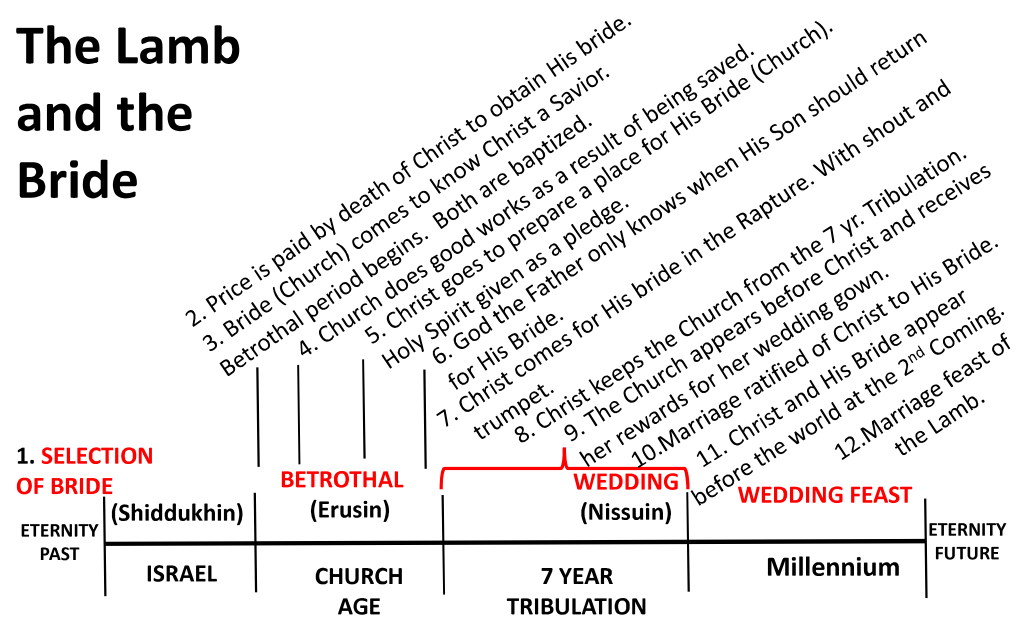 The Lamb
and the
Bride
2. Price is paid by death of Christ to obtain His bride.
3. Bride (Church) comes to know Christ a Savior.
Betrothal period begins.  Both are baptized.
4. Church does good works as a result of being saved.
5. Christ goes to prepare a place for His Bride (Church).
Holy Spirit given as a pledge.
6. God the Father only knows when His Son should return
for His Bride.
7. Christ comes for His bride in the Rapture. With shout and
trumpet.
8. Christ keeps the Church from the 7 yr. Tribulation.
9. The Church appears before Christ and receives
her rewards for her wedding gown.
10.Marriage ratified of Christ to His Bride.
11. Christ and His Bride appear
before the world at the 2nd Coming.
12.Marriage feast of
the Lamb.
1. SELECTION
OF BRIDE
BETROTHAL
WEDDING
WEDDING FEAST
(Shiddukhin)
(Erusin)
(Nissuin)
ETERNITY
PAST
ETERNITY
FUTURE
ISRAEL
CHURCH
AGE
7 YEAR
TRIBULATION
Millennium